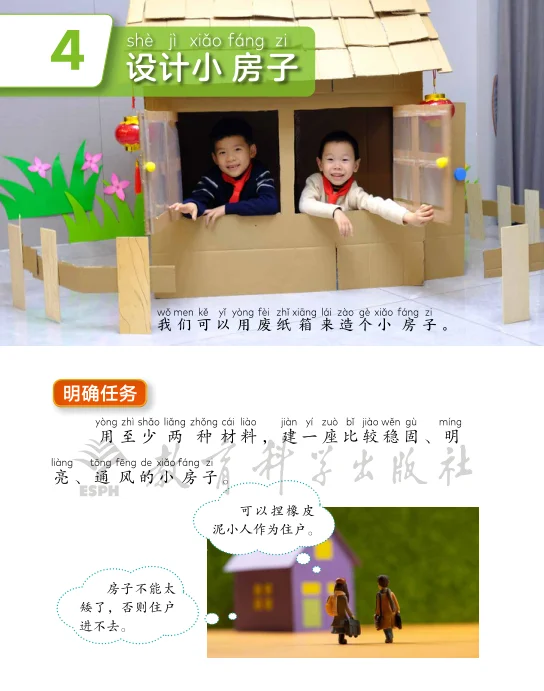 4
shè jì xiǎo fáng zi
设计小房子
wǒ men kě yǐ yòng fèi zhǐ xiāng lái zào gè xiǎo fáng zi
我们可以用废纸箱来造个小房子。
明确任务
yòng zhì shǎo liǎng zhǒng cái liào jiàn yí zuò bǐ jiào wěn gù míng
用至少两种材料，建一座比较稳固、明
liàng tōng fēng de xiǎo fáng zi
亮、通风的小房子。
ESPH
教育科学出版社
可以捏橡皮
泥小人作为住户。
房子不能太
矮了，否则住户
进不去。